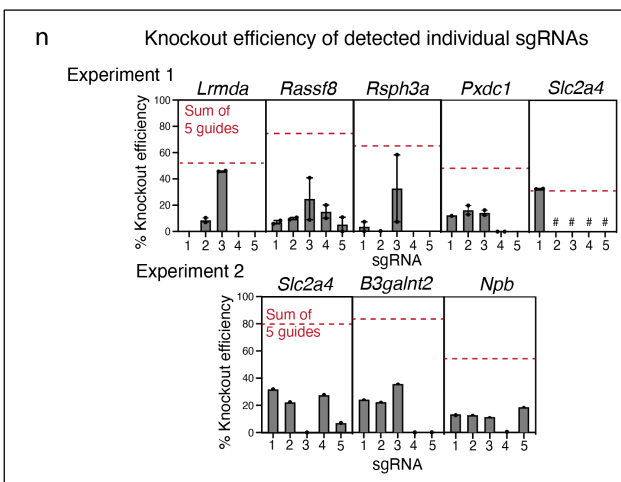 n
Knockout efficiency of detected individual sgRNAs
Experiment 1
Lrmda Rassf8 Rsph3a Pxdc1 Slc2a4
% Knockout efficiency
100
80
60
40
20
0
Sum of
5 guides
# # # #
1 2 3 4 5 1 2 3 4 5 1 2 3 4 5 1 2 3 4 5 1 2 3 4 5
sgRNA
Experiment 2
Slc2a4 B3galnt2 Npb
% Knockout efficiency
100
80
60
40
20
0
Sum of
5 guides
1 2 3 4 5 1 2 3 4 5 1 2 3 4 5
sgRNA